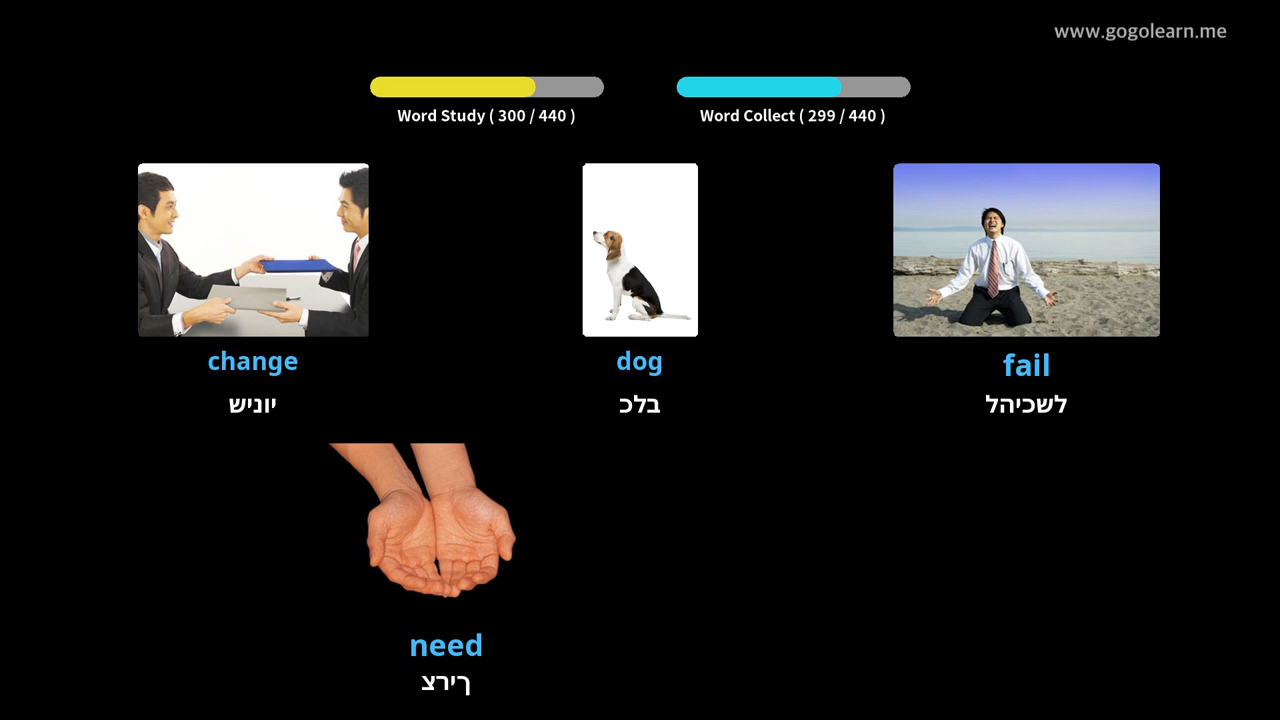 www.gogolearn.me
Word Study ( 300 / 440 )
Word Collect ( 299 / 440 )
change
יוניש
dog
בלכ
fail
לשכיהל
need
ךירצ